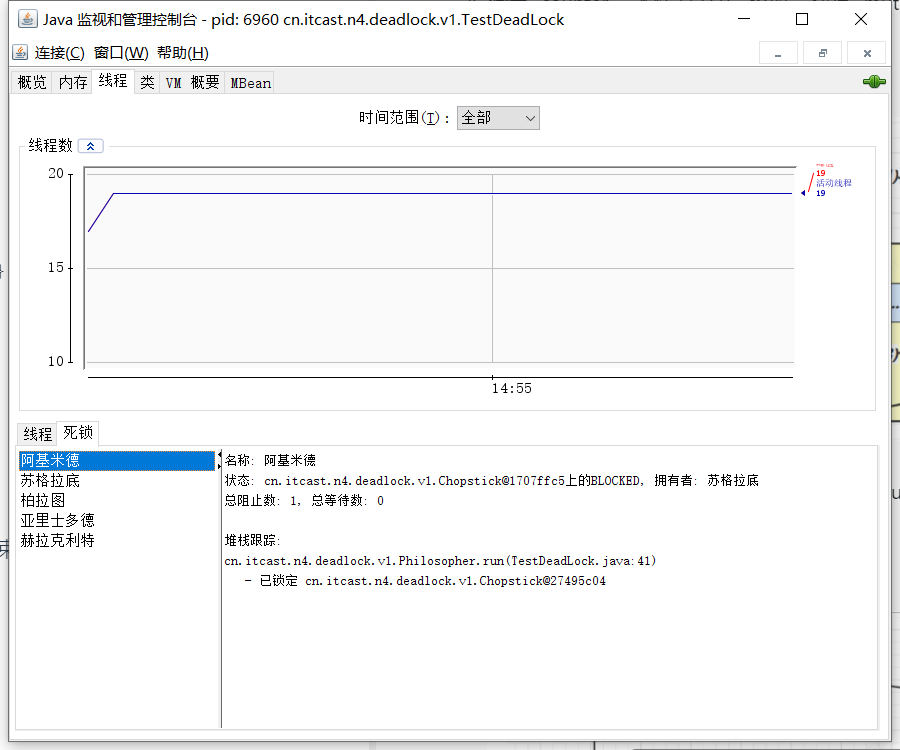 Java 监视和管理控制台 - pid: 6960 cn.itcast.n4.deadlock.v1.TestDeadLock
连接(C) 窗口(W) 帮助(H)
概览 内存 线程 类 VM 概要 MBean
时间范围(T)： 全部
线程数
20
19
活动线程
19
15
10
14:55
线程 死锁
阿基米德
苏格拉底
柏拉图
亚里士多德
赫拉克利特
名称: 阿基米德
状态: cn.itcast.n4.deadlock.v1.Chopstick@1707ffc5上的BLOCKED, 拥有者: 苏格拉底
总阻止数: 1, 总等待数: 0
堆栈跟踪:
cn.itcast.n4.deadlock.v1.Philosopher.run(TestDeadLock.java:41)
- 已锁定 cn.itcast.n4.deadlock.v1.Chopstick@27495c04